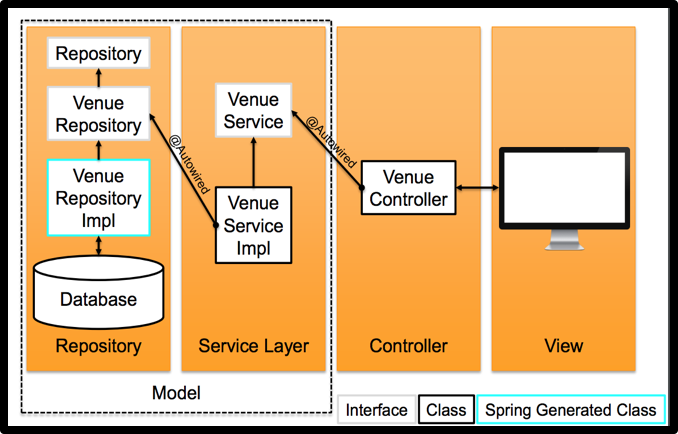 Repository
Venue
Repository
Venue
Repository
Impl
Database
Repository
@Autowired
Venue
Service
Venue
Service
Impl
Service Layer
Model
@Autowired
Venue
Controller
Controller
View
Interface
Class
Spring Generated Class